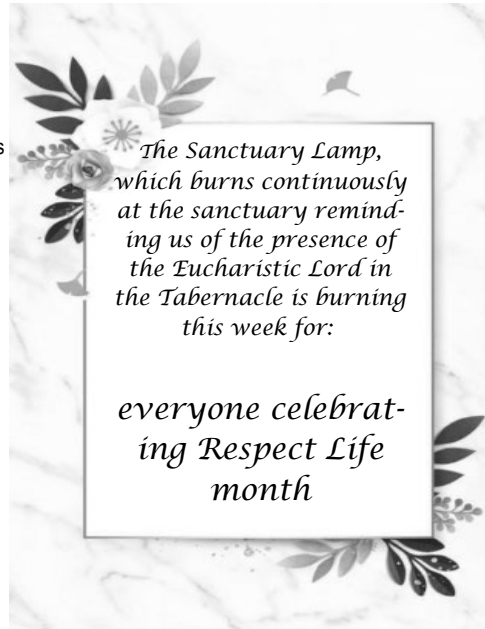 s
The Sanctuary Lamp,
which burns continuously
at the sanctuary remind-
ing us of the presence of
the Eucharistic Lord in
the Tabernacle is burning
this week for:
everyone celebrat-
ing Respect Life
month